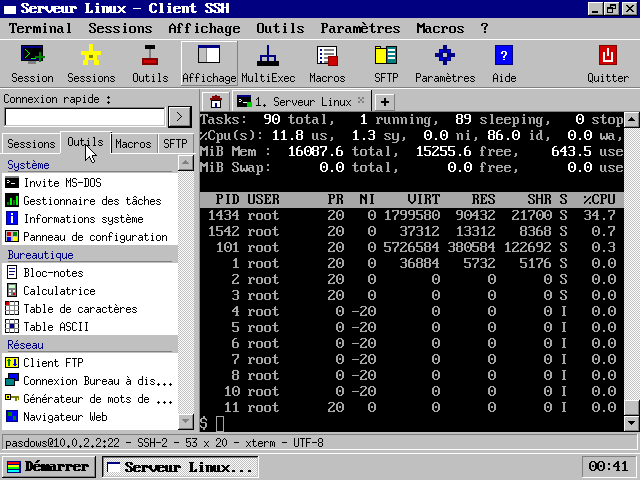 Serveur Linux - Client SSH
Terminal Sessions Affichage Outils Paramètres Macros ?
Session Sessions Outils Affichage MultiExec Macros SFTP Paramètres Aide Quitter
Connexion rapide :
>
1. Serveur Linux × +
Sessions Outils Macros SFTP
Système
Invite MS-DOS
Gestionnaire des tâches
Informations système
Panneau de configuration
Bureautique
Bloc-notes
Calculatrice
Table de caractères
Table ASCII
Réseau
Client FTP
Connexion Bureau à dis...
Générateur de mots de ...
Navigateur Web
Tasks: 90 total, 1 running, 89 sleeping, 0 stop
%Cpu(s): 11.8 us, 1.3 sy, 0.0 ni, 86.0 id, 0.0 wa,
MiB Mem : 16087.6 total, 15255.6 free, 643.5 use
MiB Swap: 0.0 total, 0.0 free, 0.0 use
PID USER PR NI VIRT RES SHR S %CPU
1434 root 20 0 1799580 90432 21700 S 34.7
1542 root 20 0 37312 13312 8368 S 0.7
101 root 20 0 5726584 380584 122692 S 0.3
1 root 20 0 36884 5732 5176 S 0.0
2 root 20 0 0 0 0 S 0.0
3 root 20 0 0 0 0 S 0.0
4 root 0 -20 0 0 0 I 0.0
5 root 0 -20 0 0 0 I 0.0
6 root 0 -20 0 0 0 I 0.0
7 root 0 -20 0 0 0 I 0.0
8 root 0 -20 0 0 0 I 0.0
10 root 0 -20 0 0 0 I 0.0
11 root 20 0 0 0 0 I 0.0
$
pasdows@10.0.2.2:22 - SSH-2 - 53 x 20 - xterm - UTF-8
Démarrer Serveur Linux... 00:41